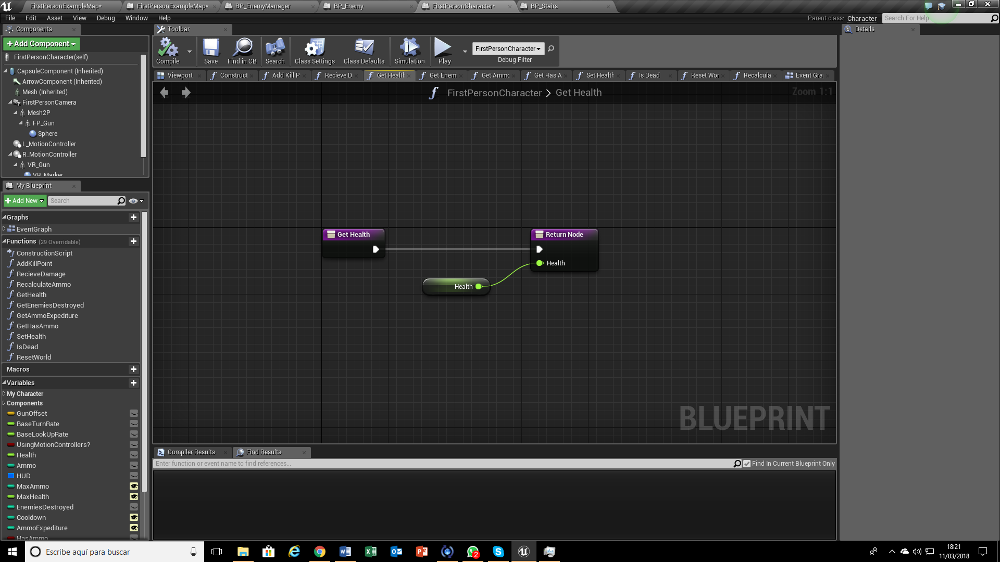 FirstPersonExampleMap*
FirstPersonExampleMap*
BP_EnemyManager
BP_Enemy
FirstPersonCharacter*
BP_Stairs
File Edit Asset View Debug Window Help
Parent class: Character
Search For Help
Components
Toolbar
Details
+ Add Component
FirstPersonCharacter(self)
CapsuleComponent (Inherited)
ArrowComponent (Inherited)
Mesh (Inherited)
FirstPersonCamera
Mesh2P
FP_Gun
Sphere
L_MotionController
R_MotionController
VR_Gun
VR_Marker
Compile
Save
Find in CB
Search
Class Settings
Class Defaults
Simulation
Play
FirstPersonCharacter
Debug Filter
Viewport
Construct
Add Kill P
Recieve D
Get Health
Get Enem
Get Ammo
Get Has A
Set Health
Is Dead
Reset Wor
Recalcula
Event Gra
FirstPersonCharacter > Get Health
Zoom 1:1
My Blueprint
+ Add New
Search
Graphs
EventGraph
Functions (29 Overridable)
ConstructionScript
AddKillPoint
RecieveDamage
RecalculateAmmo
GetHealth
GetEnemiesDestroyed
GetAmmoExpediture
GetHasAmmo
SetHealth
IsDead
ResetWorld
Macros
Variables
My Character
Components
GunOffset
BaseTurnRate
BaseLookUpRate
UsingMotionControllers?
Health
Ammo
HUD
MaxAmmo
MaxHealth
EnemiesDestroyed
Cooldown
AmmoExpediture
HasAmmo
Get Health
Return Node
Health
Health
BLUEPRINT
Compiler Results
Find Results
Enter function or event name to find references...
Find In Current Blueprint Only
Escribe aquí para buscar
2
18:21
11/03/2018